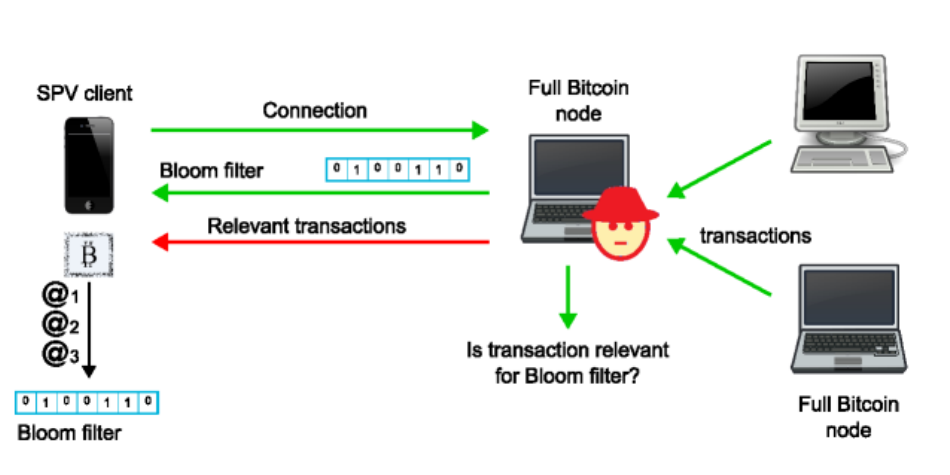 SPV client
Connection
Full Bitcoin
node
Bloom filter
0 1 0 0 1 1 0
Relevant transactions
transactions
₿
@1
@2
@3
Is transaction relevant
for Bloom filter?
0 1 0 0 1 1 0
Bloom filter
Full Bitcoin
node